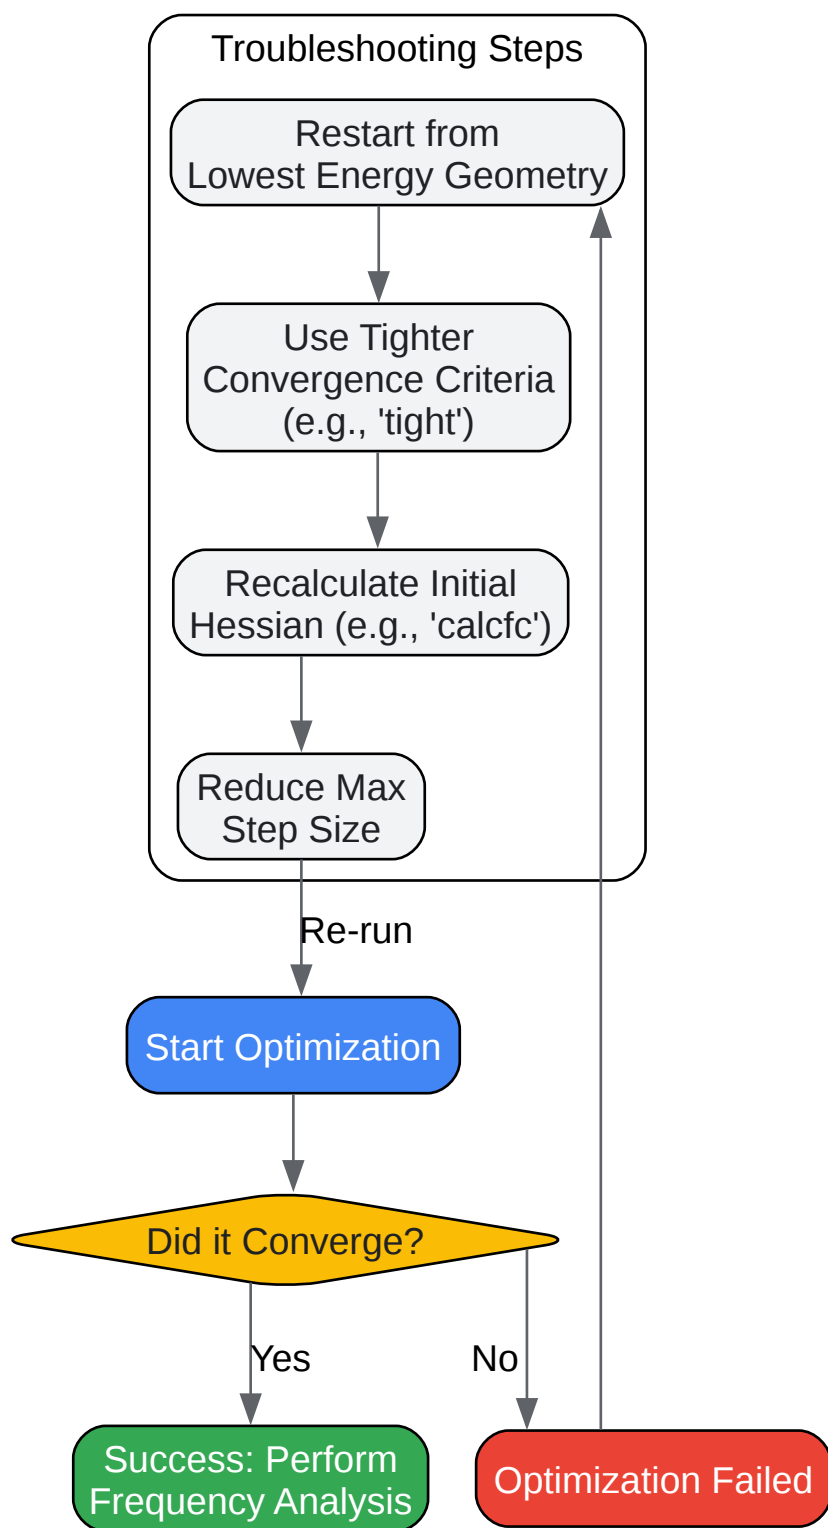 Troubleshooting Steps
Restart from
Lowest Energy Geometry
Use Tighter
Convergence Criteria
(e.g., 'tight')
Recalculate Initial
Hessian (e.g., 'calcfc')
Reduce Max
Step Size
Re-run
Start Optimization
Did it Converge?
Yes
No
Success: Perform
Frequency Analysis
Optimization Failed